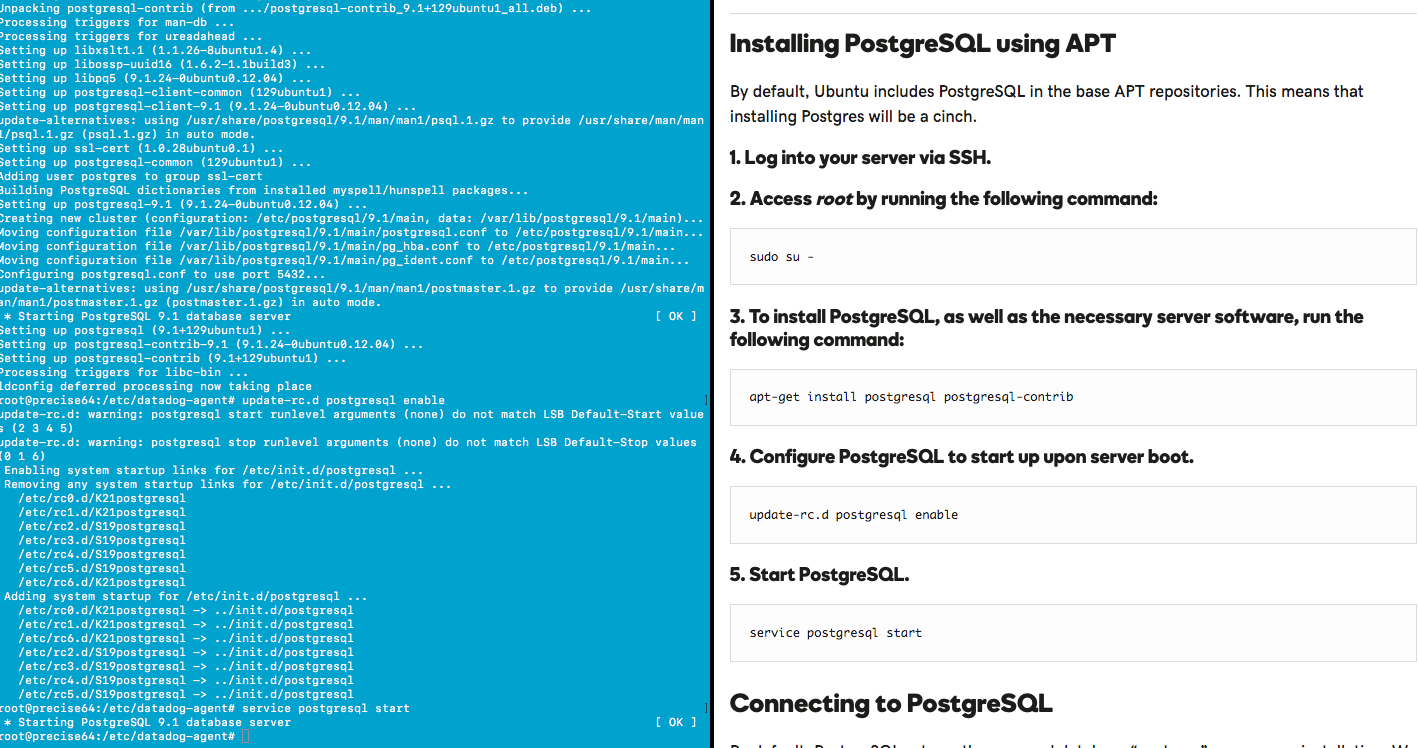 Unpacking postgresql-contrib (from .../postgresql-contrib_9.1+129ubuntu1_all.deb) ...
Processing triggers for man-db ...
Processing triggers for ureadahead ...
Setting up libxslt1.1 (1.1.26-8ubuntu1.4) ...
Setting up libossp-uuid16 (1.6.2-1.1build3) ...
Setting up libpq5 (9.1.24-0ubuntu0.12.04) ...
Setting up postgresql-client-common (129ubuntu1) ...
Setting up postgresql-client-9.1 (9.1.24-0ubuntu0.12.04) ...
update-alternatives: using /usr/share/postgresql/9.1/man/man1/psql.1.gz to provide /usr/share/man/man
1/psql.1.gz (psql.1.gz) in auto mode.
Setting up ssl-cert (1.0.28ubuntu0.1) ...
Setting up postgresql-common (129ubuntu1) ...
Adding user postgres to group ssl-cert
Building PostgreSQL dictionaries from installed myspell/hunspell packages...
Setting up postgresql-9.1 (9.1.24-0ubuntu0.12.04) ...
Creating new cluster (configuration: /etc/postgresql/9.1/main, data: /var/lib/postgresql/9.1/main)...
Moving configuration file /var/lib/postgresql/9.1/main/postgresql.conf to /etc/postgresql/9.1/main...
Moving configuration file /var/lib/postgresql/9.1/main/pg_hba.conf to /etc/postgresql/9.1/main...
Moving configuration file /var/lib/postgresql/9.1/main/pg_ident.conf to /etc/postgresql/9.1/main...
Configuring postgresql.conf to use port 5432...
update-alternatives: using /usr/share/postgresql/9.1/man/man1/postmaster.1.gz to provide /usr/share/m
an/man1/postmaster.1.gz (postmaster.1.gz) in auto mode.
* Starting PostgreSQL 9.1 database server [ OK ]
Setting up postgresql (9.1+129ubuntu1) ...
Setting up postgresql-contrib-9.1 (9.1.24-0ubuntu0.12.04) ...
Setting up postgresql-contrib (9.1+129ubuntu1) ...
Processing triggers for libc-bin ...
ldconfig deferred processing now taking place
root@precise64:/etc/datadog-agent# update-rc.d postgresql enable
update-rc.d: warning: postgresql start runlevel arguments (none) do not match LSB Default-Start value
s (2 3 4 5)
update-rc.d: warning: postgresql stop runlevel arguments (none) do not match LSB Default-Stop values
(0 1 6)
Enabling system startup links for /etc/init.d/postgresql ...
Removing any system startup links for /etc/init.d/postgresql ...
/etc/rc0.d/K21postgresql
/etc/rc1.d/K21postgresql
/etc/rc2.d/S19postgresql
/etc/rc3.d/S19postgresql
/etc/rc4.d/S19postgresql
/etc/rc5.d/S19postgresql
/etc/rc6.d/K21postgresql
Adding system startup for /etc/init.d/postgresql ...
/etc/rc0.d/K21postgresql -> ../init.d/postgresql
/etc/rc1.d/K21postgresql -> ../init.d/postgresql
/etc/rc6.d/K21postgresql -> ../init.d/postgresql
/etc/rc2.d/S19postgresql -> ../init.d/postgresql
/etc/rc3.d/S19postgresql -> ../init.d/postgresql
/etc/rc4.d/S19postgresql -> ../init.d/postgresql
/etc/rc5.d/S19postgresql -> ../init.d/postgresql
root@precise64:/etc/datadog-agent# service postgresql start
* Starting PostgreSQL 9.1 database server [ OK ]
root@precise64:/etc/datadog-agent#
Installing PostgreSQL using APT
By default, Ubuntu includes PostgreSQL in the base APT repositories. This means that
installing Postgres will be a cinch.
1. Log into your server via SSH.
2. Access root by running the following command:
sudo su -
3. To install PostgreSQL, as well as the necessary server software, run the
following command:
apt-get install postgresql postgresql-contrib
4. Configure PostgreSQL to start up upon server boot.
update-rc.d postgresql enable
5. Start PostgreSQL.
service postgresql start
Connecting to PostgreSQL